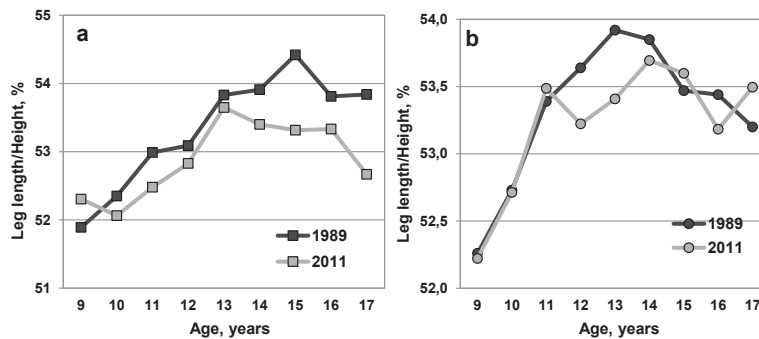 a
Leg length/Height, %
55
54
53
52
51
1989
2011
9 10 11 12 13 14 15 16 17
Age, years
b
Leg length/Height, %
54,0
53,5
53,0
52,5
52,0
1989
2011
9 10 11 12 13 14 15 16 17
Age, years